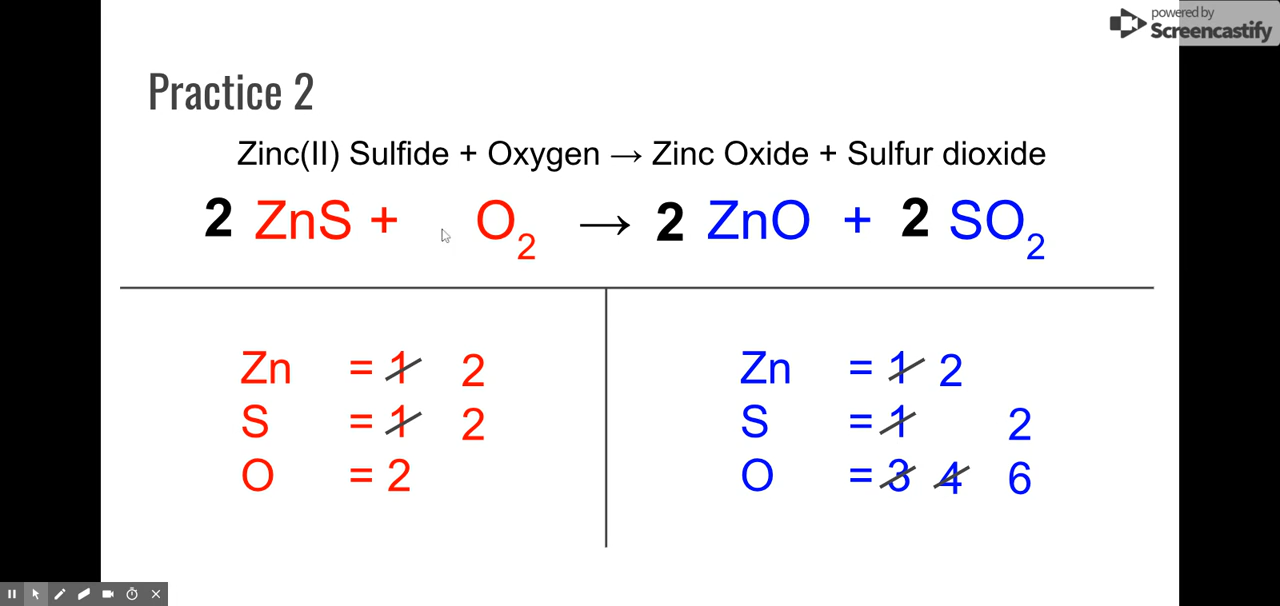 powered by
Screencastify
Practice 2
Zinc(II) Sulfide + Oxygen → Zinc Oxide + Sulfur dioxide
2 ZnS + O₂ → 2 ZnO + 2 SO₂
Zn = 1 2
S = 1 2
O = 2
Zn = 1 2
S = 1 2
O = 3 4 6